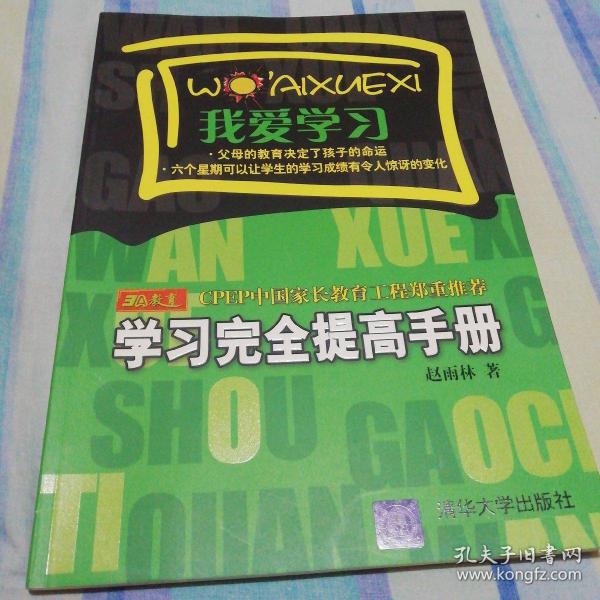 WO'AIXUEXI
我爱学习
·父母的教育决定了孩子的命运
·六个星期可以让学生的学习成绩有令人惊讶的变化
WAN XUEXI
3A教育
CPEP中国家长教育工程郑重推荐
学习完全提高手册
赵雨林 著
SHOU
GAOCE
TI
清华大学出版社
孔夫子旧书网
www.kongfz.com